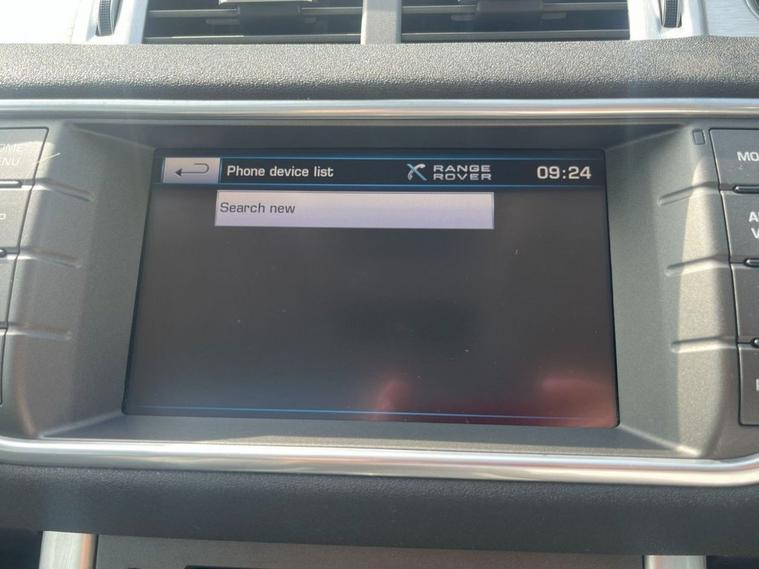 Phone device list
RANGE
ROVER
09:24
Search new